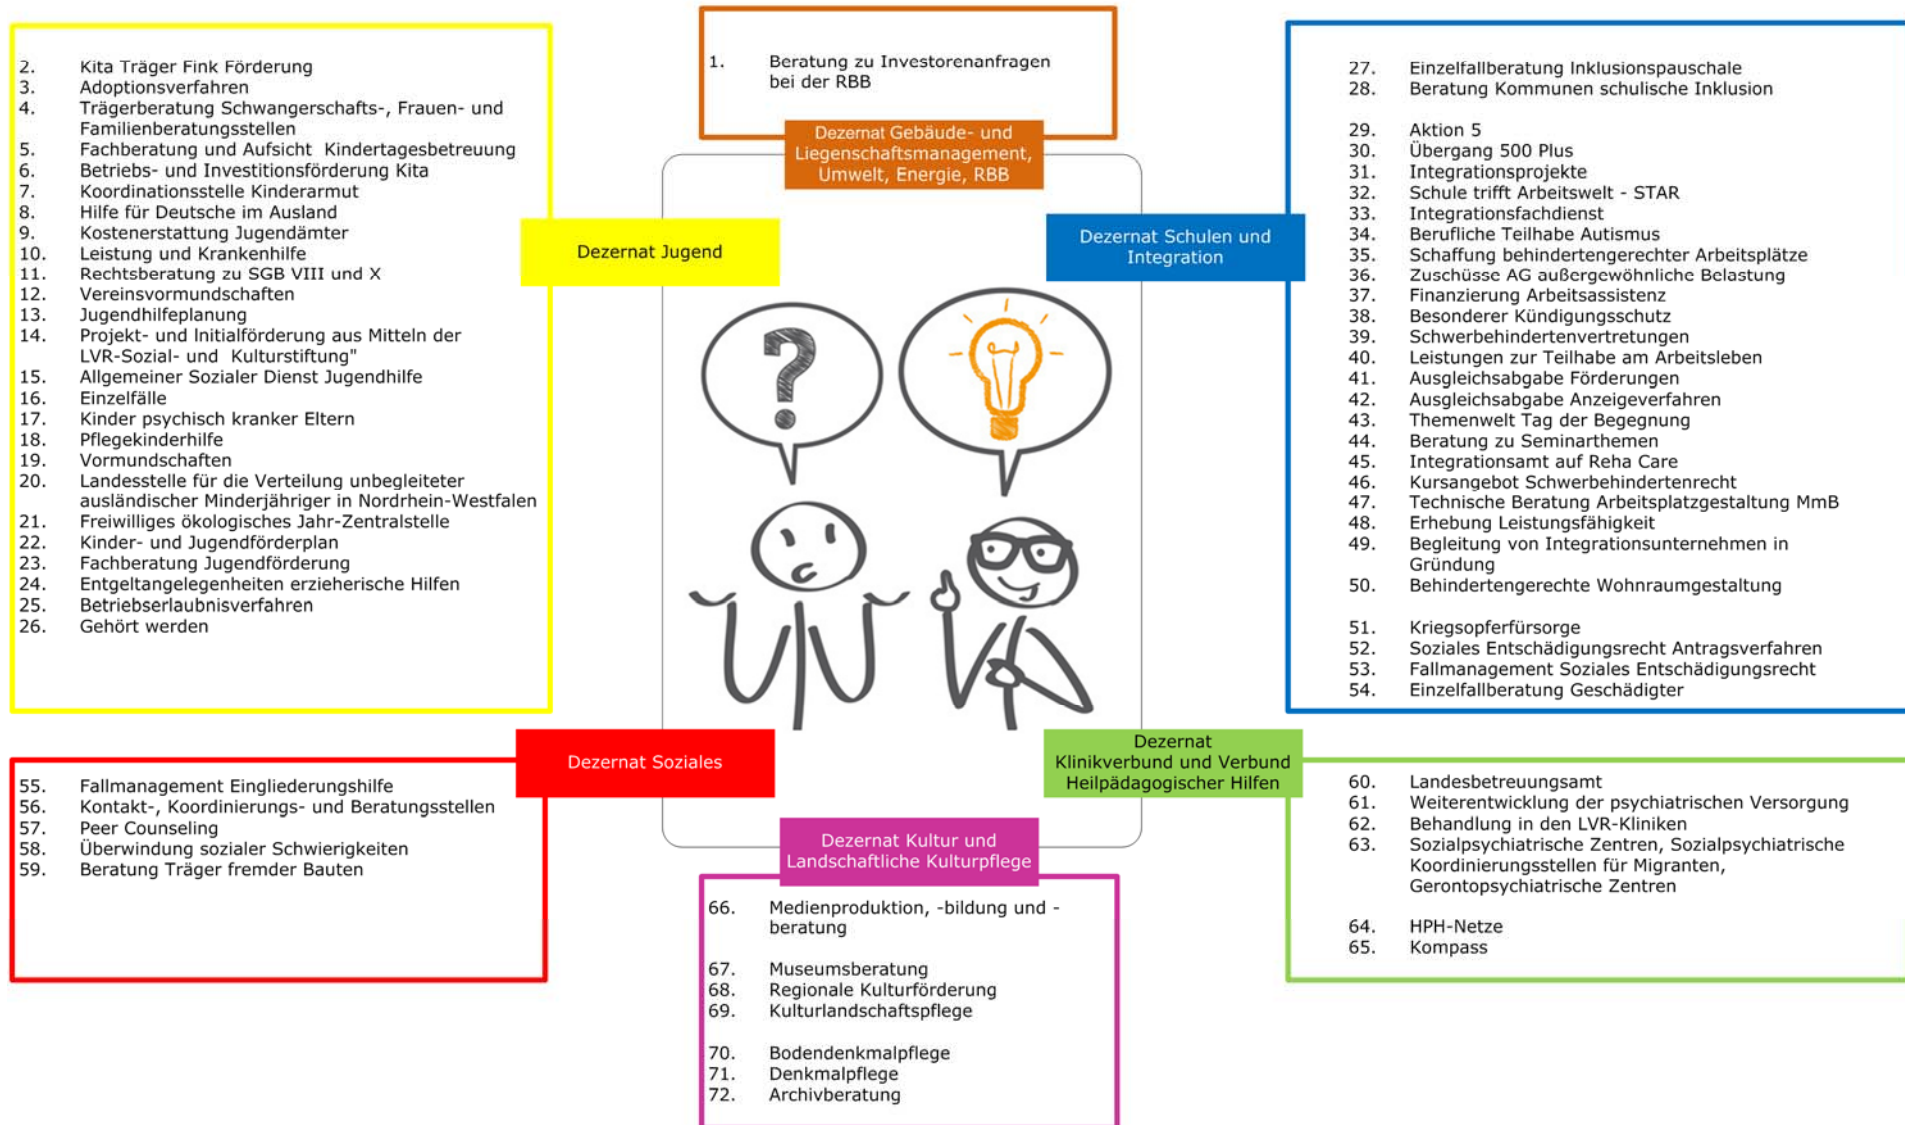 1. Beratung zu Investorenanfragen
bei der RBB
Dezernat Gebäude- und
Liegenschaftsmanagement,
Umwelt, Energie, RBB
2. Kita Träger Fink Förderung
3. Adoptionsverfahren
4. Trägerberatung Schwangerschafts-, Frauen- und
Familienberatungsstellen
5. Fachberatung und Aufsicht Kindertagesbetreuung
6. Betriebs- und Investitionsförderung Kita
7. Koordinationsstelle Kinderarmut
8. Hilfe für Deutsche im Ausland
9. Kostenerstattung Jugendämter
10. Leistung und Krankenhilfe
11. Rechtsberatung zu SGB VIII und X
12. Vereinsvormundschaften
13. Jugendhilfeplanung
14. Projekt- und Initialförderung aus Mitteln der
LVR-Sozial- und Kulturstiftung"
15. Allgemeiner Sozialer Dienst Jugendhilfe
16. Einzelfälle
17. Kinder psychisch kranker Eltern
18. Pflegekinderhilfe
19. Vormundschaften
20. Landesstelle für die Verteilung unbegleiteter
ausländischer Minderjähriger in Nordrhein-Westfalen
21. Freiwilliges ökologisches Jahr-Zentralstelle
22. Kinder- und Jugendförderplan
23. Fachberatung Jugendförderung
24. Entgeltangelegenheiten erzieherische Hilfen
25. Betriebserlaubnisverfahren
26. Gehört werden
Dezernat Jugend
Dezernat Schulen und
Integration
27. Einzelfallberatung Inklusionspauschale
28. Beratung Kommunen schulische Inklusion
29. Aktion 5
30. Übergang 500 Plus
31. Integrationsprojekte
32. Schule trifft Arbeitswelt - STAR
33. Integrationsfachdienst
34. Berufliche Teilhabe Autismus
35. Schaffung behindertengerechter Arbeitsplätze
36. Zuschüsse AG außergewöhnliche Belastung
37. Finanzierung Arbeitsassistenz
38. Besonderer Kündigungsschutz
39. Schwerbehindertenvertretungen
40. Leistungen zur Teilhabe am Arbeitsleben
41. Ausgleichsabgabe Förderungen
42. Ausgleichsabgabe Anzeigeverfahren
43. Themenwelt Tag der Begegnung
44. Beratung zu Seminarthemen
45. Integrationsamt auf Reha Care
46. Kursangebot Schwerbehindertenrecht
47. Technische Beratung Arbeitsplatzgestaltung MmB
48. Erhebung Leistungsfähigkeit
49. Begleitung von Integrationsunternehmen in
Gründung
50. Behindertengerechte Wohnraumgestaltung
51. Kriegsopferfürsorge
52. Soziales Entschädigungsrecht Antragsverfahren
53. Fallmanagement Soziales Entschädigungsrecht
54. Einzelfallberatung Geschädigter
?
Dezernat Soziales
55. Fallmanagement Eingliederungshilfe
56. Kontakt-, Koordinierungs- und Beratungsstellen
57. Peer Counseling
58. Überwindung sozialer Schwierigkeiten
59. Beratung Träger fremder Bauten
Dezernat
Klinikverbund und Verbund
Heilpädagogischer Hilfen
60. Landesbetreuungsamt
61. Weiterentwicklung der psychiatrischen Versorgung
62. Behandlung in den LVR-Kliniken
63. Sozialpsychiatrische Zentren, Sozialpsychiatrische
Koordinierungsstellen für Migranten,
Gerontopsychiatrische Zentren
64. HPH-Netze
65. Kompass
Dezernat Kultur und
Landschaftliche Kulturpflege
66. Medienproduktion, -bildung und -
beratung
67. Museumsberatung
68. Regionale Kulturförderung
69. Kulturlandschaftspflege
70. Bodendenkmalpflege
71. Denkmalpflege
72. Archivberatung